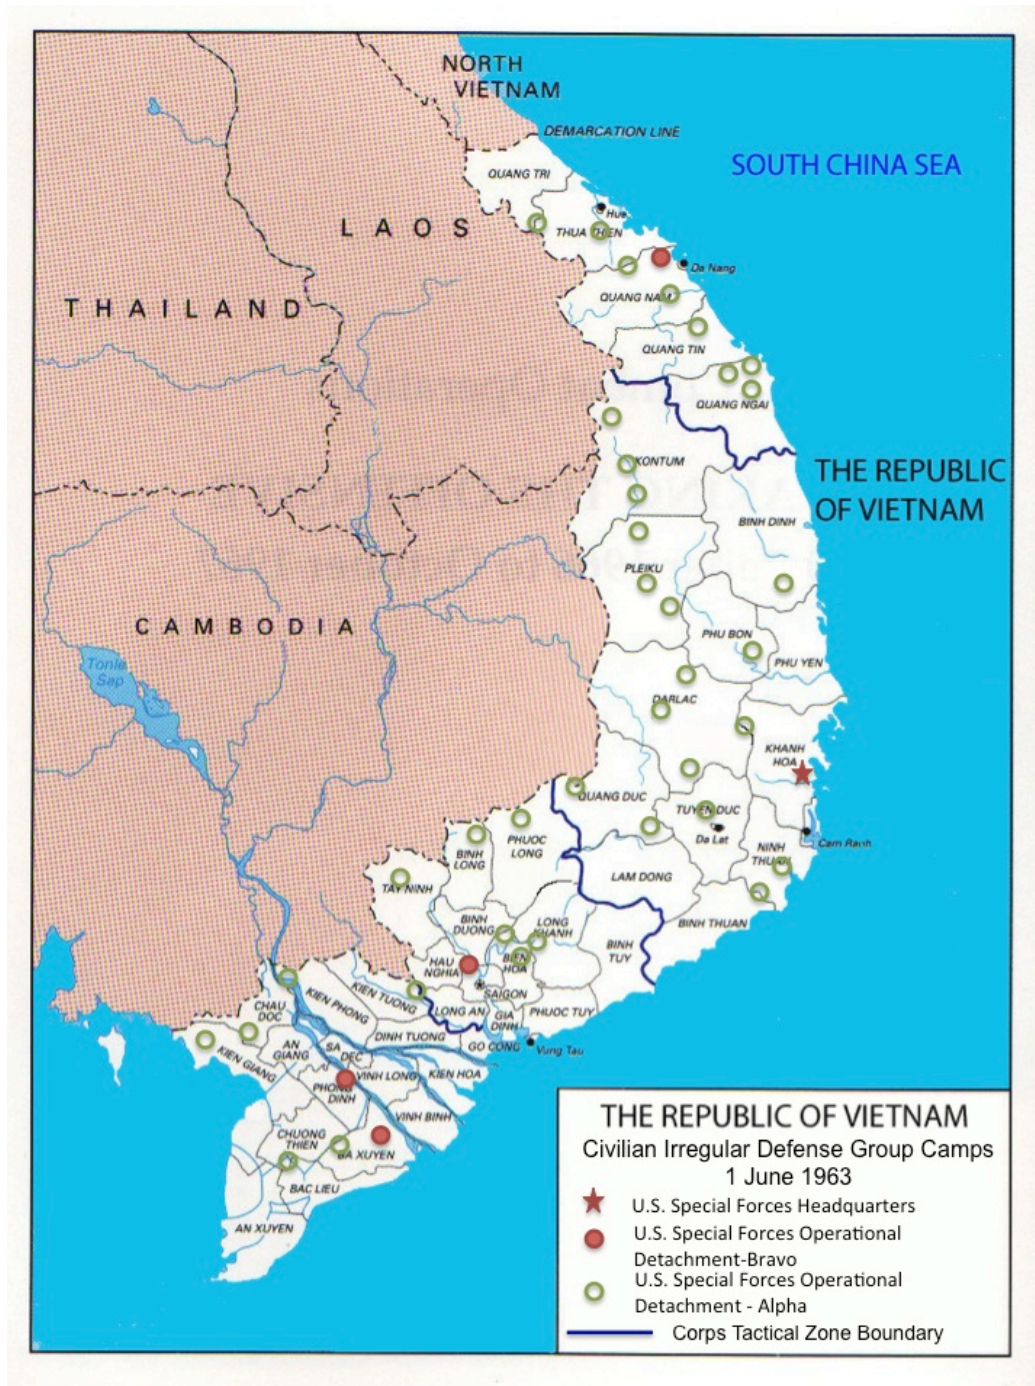 NORTH
VIETNAM
DEMARCATION LINE
SOUTH CHINA SEA
QUANG TRI
LAOS
Hue
THUA THIEN
Da Nang
THAILAND
QUANG NAM
QUANG TIN
QUANG NGAI
KONTUM
THE REPUBLIC
OF VIETNAM
BINH DINH
PLEIKU
CAMBODIA
PHU BON
PHU YEN
Tonle
Sap
DARLAC
KHANH
HOA
QUANG DUC
TUYEN DUC
Da Lat
Cam Ranh
PHUOC
LONG
BINH
LONG
NINH
THUAN
TAY NINH
LAM DONG
BINH THUAN
BINH
DUONG
LONG
KHANH
BINH
TUY
HAU
NGHIA
BIEN
HOA
SAIGON
KIEN TUONG
KIEN PHONG
CHAU
DOC
LONG AN
GIA
DINH
PHUOC TUY
DINH TUONG
GO CONG
Vung Tau
AN
GIANG
SA
DEC
KIEN GIANG
VINH LONG
KIEN HOA
PHONG
DINH
VINH BINH
CHUONG
THIEN
BA XUYEN
BAC LIEU
AN XUYEN
THE REPUBLIC OF VIETNAM
Civilian Irregular Defense Group Camps
1 June 1963
U.S. Special Forces Headquarters
U.S. Special Forces Operational
Detachment-Bravo
U.S. Special Forces Operational
Detachment - Alpha
Corps Tactical Zone Boundary